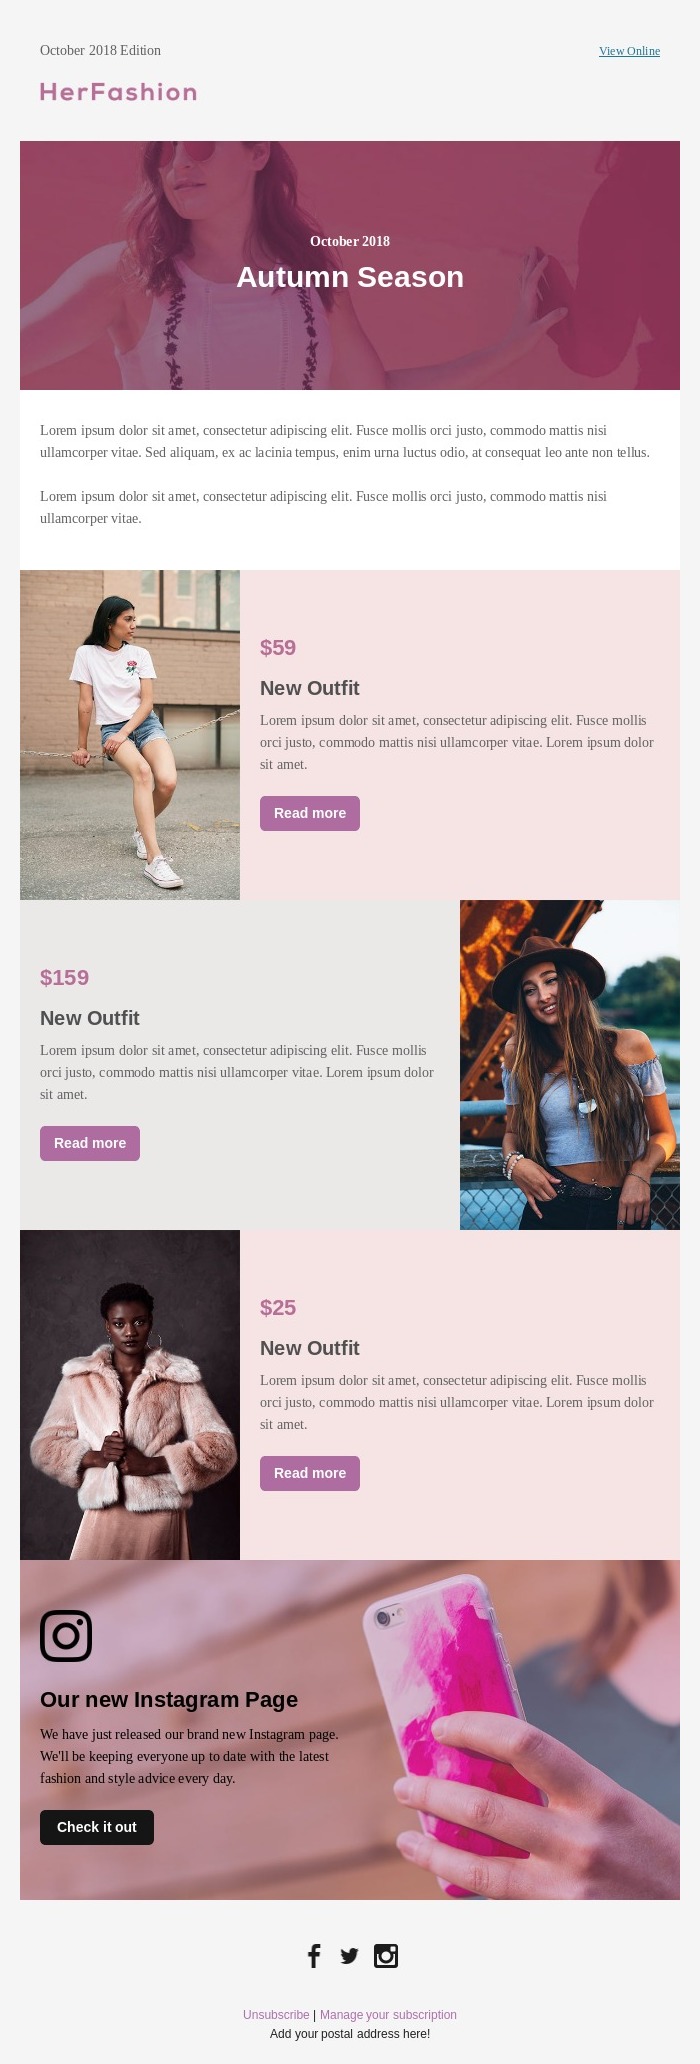 October 2018 Edition
View Online
HerFashion
October 2018
Autumn Season
Lorem ipsum dolor sit amet, consectetur adipiscing elit. Fusce mollis orci justo, commodo mattis nisi
ullamcorper vitae. Sed aliquam, ex ac lacinia tempus, enim urna luctus odio, at consequat leo ante non tellus.
Lorem ipsum dolor sit amet, consectetur adipiscing elit. Fusce mollis orci justo, commodo mattis nisi
ullamcorper vitae.
$59
New Outfit
Lorem ipsum dolor sit amet, consectetur adipiscing elit. Fusce mollis
orci justo, commodo mattis nisi ullamcorper vitae. Lorem ipsum dolor
sit amet.
Read more
$159
New Outfit
Lorem ipsum dolor sit amet, consectetur adipiscing elit. Fusce mollis
orci justo, commodo mattis nisi ullamcorper vitae. Lorem ipsum dolor
sit amet.
Read more
$25
New Outfit
Lorem ipsum dolor sit amet, consectetur adipiscing elit. Fusce mollis
orci justo, commodo mattis nisi ullamcorper vitae. Lorem ipsum dolor
sit amet.
Read more
Our new Instagram Page
We have just released our brand new Instagram page.
We'll be keeping everyone up to date with the latest
fashion and style advice every day.
Check it out
Unsubscribe | Manage your subscription
Add your postal address here!